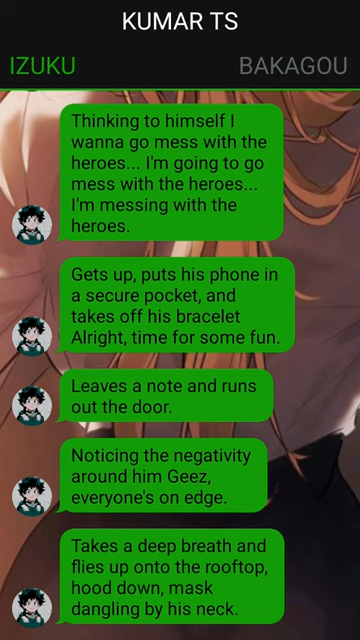 KUMAR TS
IZUKU
BAKAGOU
Thinking to himself I
wanna go mess with the
heroes... I'm going to go
mess with the heroes...
I'm messing with the
heroes.
Gets up, puts his phone in
a secure pocket, and
takes off his bracelet
Alright, time for some fun.
Leaves a note and runs
out the door.
Noticing the negativity
around him Geez,
everyone's on edge.
Takes a deep breath and
flies up onto the rooftop,
hood down, mask
dangling by his neck.